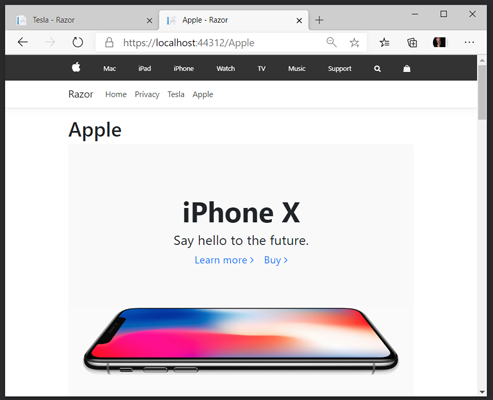 Tesla - Razor
Apple - Razor
https://localhost:44312/Apple
Mac iPad iPhone Watch TV Music Support
Razor Home Privacy Tesla Apple
Apple
iPhone X
Say hello to the future.
Learn more > Buy >